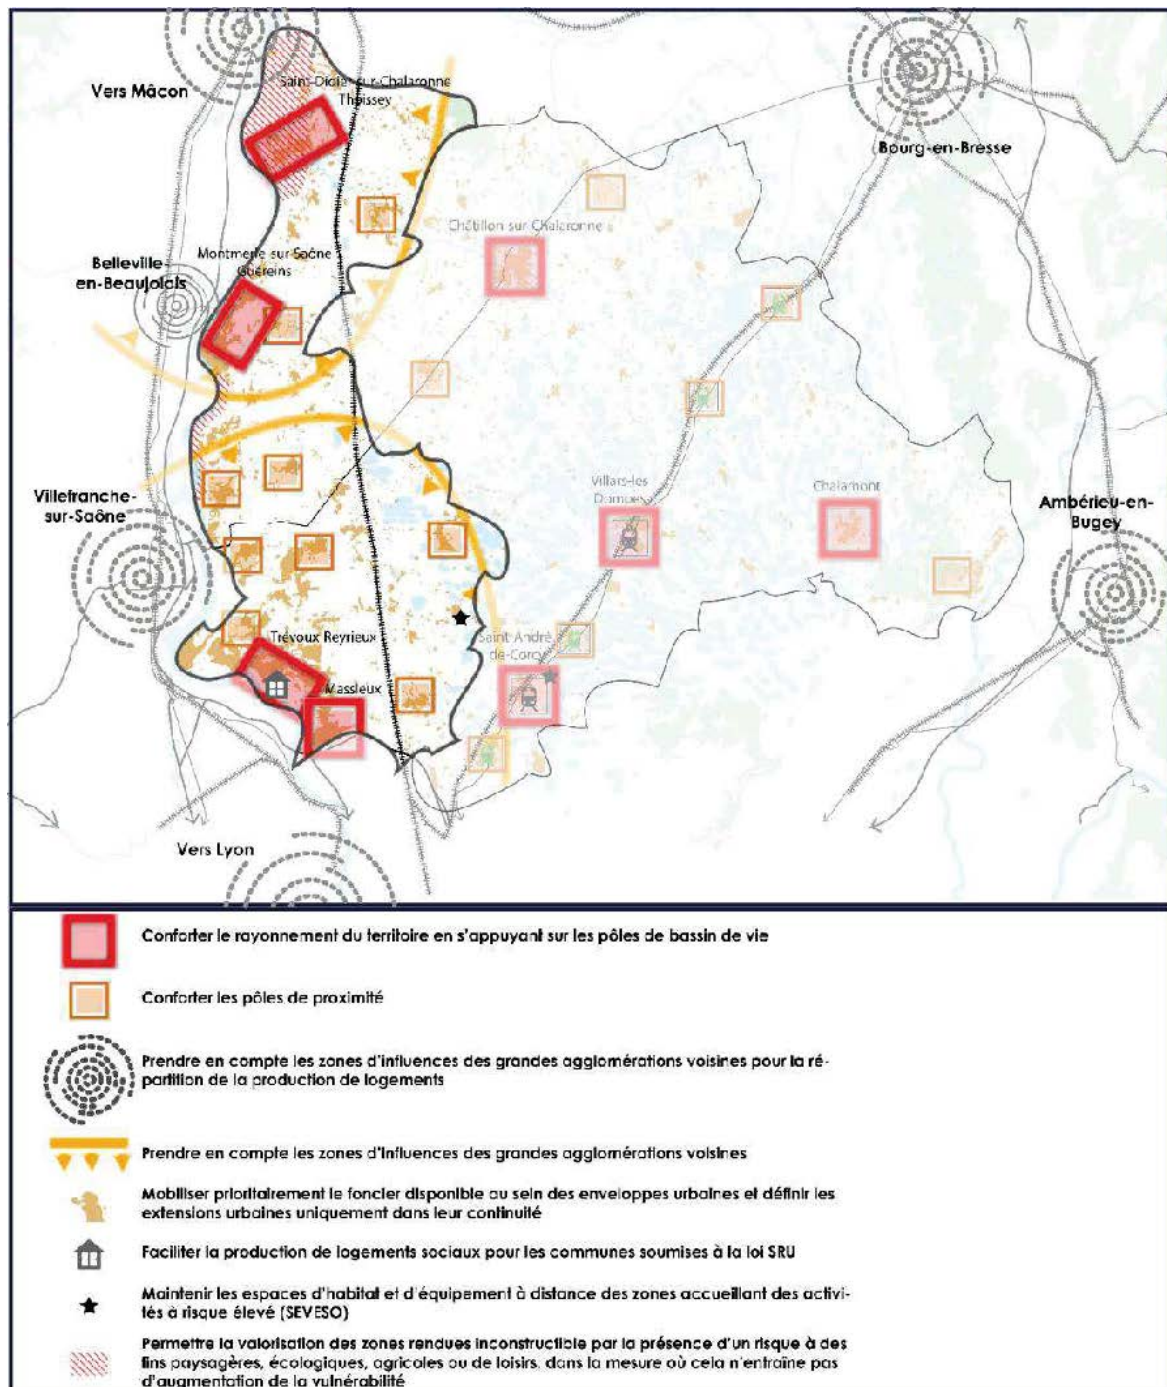 Vers Mâcon
Saint-Didier-sur-Chalaronne
Thoissey
Bourg-en-Bresse
Châtillon-sur-Chalaronne
Montmerle-sur-Saône
Guéreins
Belleville-
en-Beaujolais
Villars-les
Dombes
Chalamont
Villefranche-
sur-Saône
Ambérieu-en-
Bugey
Trévoux Reyrieux
Saint-André
de-Corcy
Massieux
Vers Lyon
Conforter le rayonnement du territoire en s'appuyant sur les pôles de bassin de vie
Conforter les pôles de proximité
Prendre en compte les zones d'influences des grandes agglomérations voisines pour la ré-
partition de la production de logements
Prendre en compte les zones d'influences des grandes agglomérations voisines
Mobiliser prioritairement le foncier disponible au sein des enveloppes urbaines et définir les
extensions urbaines uniquement dans leur continuité
Faciliter la production de logements sociaux pour les communes soumises à la loi SRU
Maintenir les espaces d'habitat et d'équipement à distance des zones accueillant des activi-
tés à risque élevé (SEVESO)
Permettre la valorisation des zones rendues inconstructible par la présence d'un risque à des
fins paysagères, écologiques, agricoles ou de loisirs, dans la mesure où cela n'entraîne pas
d'augmentation de la vulnérabilité